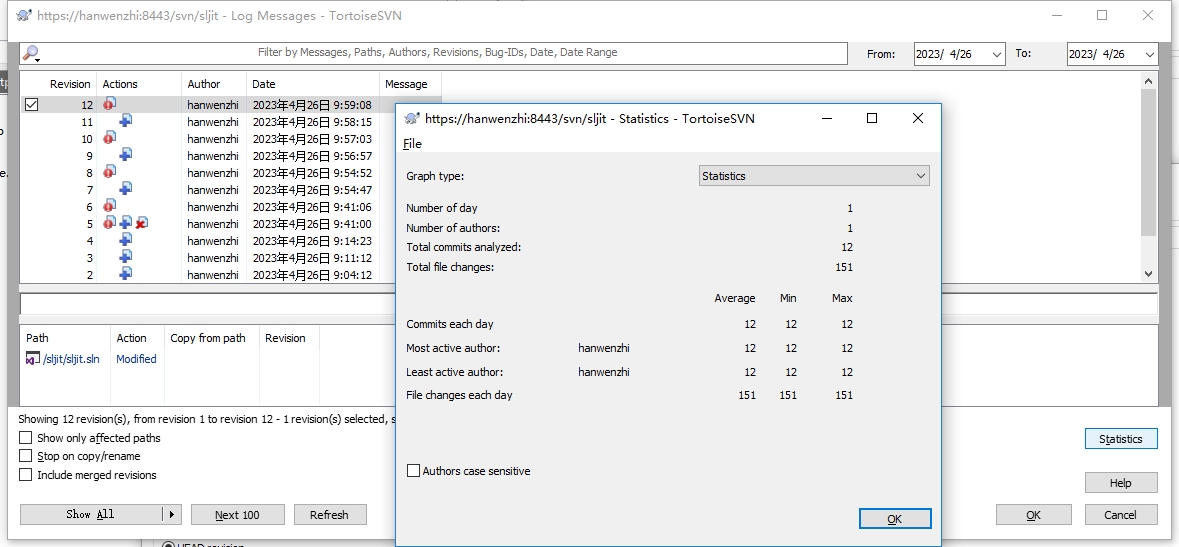 https://hanwenzhi:8443/svn/sljit - Log Messages - TortoiseSVN
Filter by Messages, Paths, Authors, Revisions, Bug-IDs, Date, Date Range
From: 2023/ 4/26 To: 2023/ 4/26
Revision Actions Author Date Message
12 hanwenzhi 2023年4月26日 9:59:08
11 hanwenzhi 2023年4月26日 9:58:15
10 hanwenzhi 2023年4月26日 9:57:03
9 hanwenzhi 2023年4月26日 9:56:57
8 hanwenzhi 2023年4月26日 9:54:52
7 hanwenzhi 2023年4月26日 9:54:47
6 hanwenzhi 2023年4月26日 9:41:06
5 hanwenzhi 2023年4月26日 9:41:00
4 hanwenzhi 2023年4月26日 9:14:23
3 hanwenzhi 2023年4月26日 9:11:12
2 hanwenzhi 2023年4月26日 9:04:12
Path Action Copy from path Revision
/sljit/sljit.sln Modified
Showing 12 revision(s), from revision 1 to revision 12 - 1 revision(s) selected, s
Show only affected paths
Stop on copy/rename
Include merged revisions
Show All Next 100 Refresh
Statistics
Help
OK Cancel
https://hanwenzhi:8443/svn/sljit - Statistics - TortoiseSVN
File
Graph type: Statistics
Number of day 1
Number of authors: 1
Total commits analyzed: 12
Total file changes: 151
Average Min Max
Commits each day 12 12 12
Most active author: hanwenzhi 12 12 12
Least active author: hanwenzhi 12 12 12
File changes each day 151 151 151
Authors case sensitive
OK